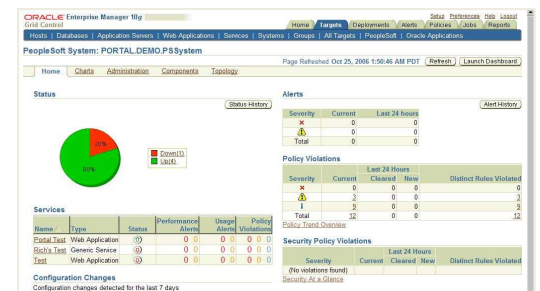 ORACLE Enterprise Manager 10g
Grid Control
Setup Preferences Help Logout
Home Targets Deployments Alerts Policies Jobs Reports
Hosts | Databases | Application Servers | Web Applications | Services | Systems | Groups | All Targets | PeopleSoft | Oracle Applications
PeopleSoft System: PORTAL.DEMO.PSSystem
Page Refreshed Oct 25, 2006 1:50:46 AM PDT Refresh Launch Dashboard
Home Charts Administration Components Topology
Status
Status History
20%
80%
Down(1)
Up(4)
Services
Name Type Status Performance Alerts Usage Alerts Policy Violations
Portal Test Web Application 0 0 0 0 0 0 0
Rich's Test Generic Service 0 0 0 0 0 0 0
Test Web Application 0 0 0 0 0 0 0
Configuration Changes
Configuration changes detected for the last 7 days
Alerts
Alert History
Severity Current Last 24 hours
0 0
0 0
Total 0 0
Policy Violations
Last 24 Hours
Severity Current Cleared New Distinct Rules Violated
0 0 0 0
3 0 0 3
9 0 0 9
Total 12 0 0 12
Policy Trend Overview
Security Policy Violations
Last 24 Hours
Severity Current Cleared New Distinct Rules Violated
(No violations found)
Security At a Glance